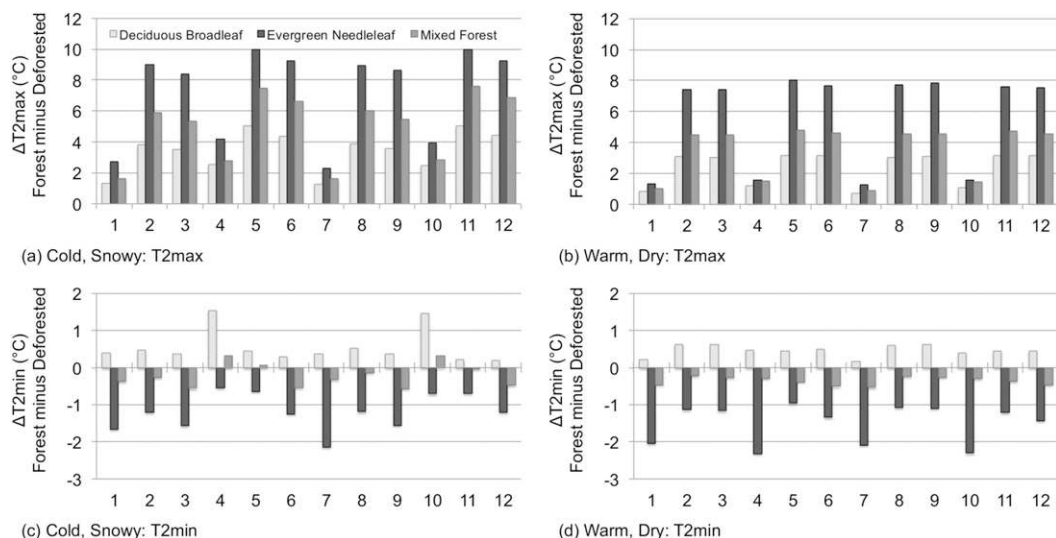 12
10
8
6
4
2
0
ΔT2max (°C)
Forest minus Deforested
Deciduous Broadleaf Evergreen Needleleaf Mixed Forest
1 2 3 4 5 6 7 8 9 10 11 12
(a) Cold, Snowy: T2max
12
10
8
6
4
2
0
ΔT2max (°C)
Forest minus Deforested
1 2 3 4 5 6 7 8 9 10 11 12
(b) Warm, Dry: T2max
2
1
0
-1
-2
-3
ΔT2min (°C)
Forest minus Deforested
1 2 3 4 5 6 7 8 9 10 11 12
(c) Cold, Snowy: T2min
2
1
0
-1
-2
-3
ΔT2min (°C)
Forest minus Deforested
1 2 3 4 5 6 7 8 9 10 11 12
(d) Warm, Dry: T2min